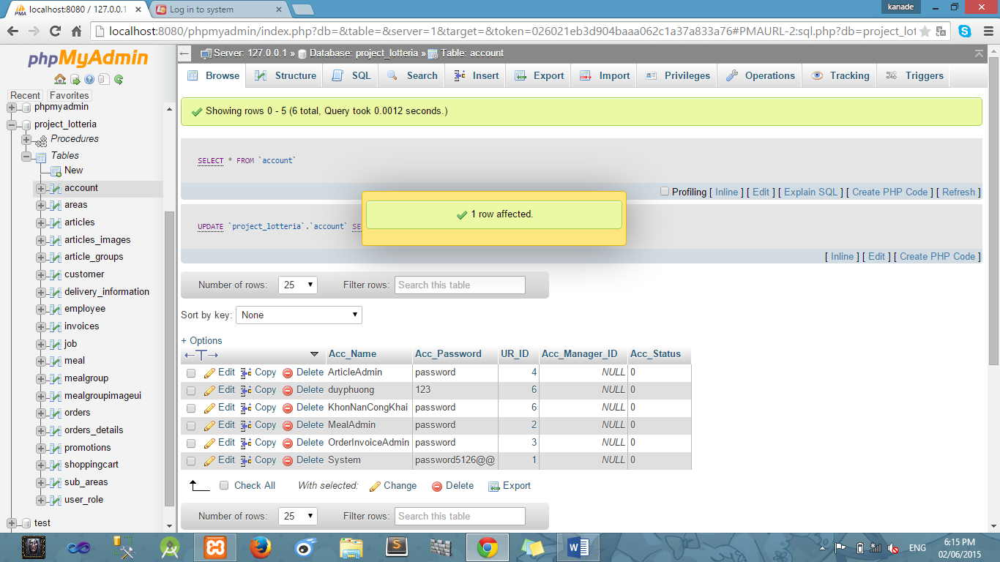 localhost:8080 / 127.0.0.1
Log in to system
kanade
localhost:8080/phpmyadmin/index.php?db=&table=&server=1&target=&token=026021eb3d904baaa062c1a37a833a76#PMAURL-2:sql.php?db=project_lot
phpMyAdmin
Recent Favorites
phpmyadmin
project_lotteria
Procedures
Tables
New
account
areas
articles
articles_images
article_groups
customer
delivery_information
employee
invoices
job
meal
mealgroup
mealgroupimageui
orders
orders_details
promotions
shoppingcart
sub_areas
user_role
test
Server: 127.0.0.1 » Database: project_lotteria » Table: account
Browse Structure SQL Search Insert Export Import Privileges Operations Tracking Triggers
Showing rows 0 - 5 (6 total, Query took 0.0012 seconds.)
SELECT * FROM `account`
Profiling [ Inline ] [ Edit ] [ Explain SQL ] [ Create PHP Code ] [ Refresh ]
1 row affected.
UPDATE `project_lotteria`.`account` SE
[ Inline ] [ Edit ] [ Create PHP Code ]
Number of rows: 25 Filter rows: Search this table
Sort by key: None
+ Options
Acc_Name Acc_Password UR_ID Acc_Manager_ID Acc_Status
Edit Copy Delete ArticleAdmin password 4 NULL 0
Edit Copy Delete duyphuong 123 6 NULL 0
Edit Copy Delete KhonNanCongKhai password 6 NULL 0
Edit Copy Delete MealAdmin password 2 NULL 0
Edit Copy Delete OrderInvoiceAdmin password 3 NULL 0
Edit Copy Delete System password5126@@ 1 NULL 0
Check All With selected: Change Delete Export
Number of rows: 25 Filter rows: Search this table
ENG
6:15 PM
02/06/2015